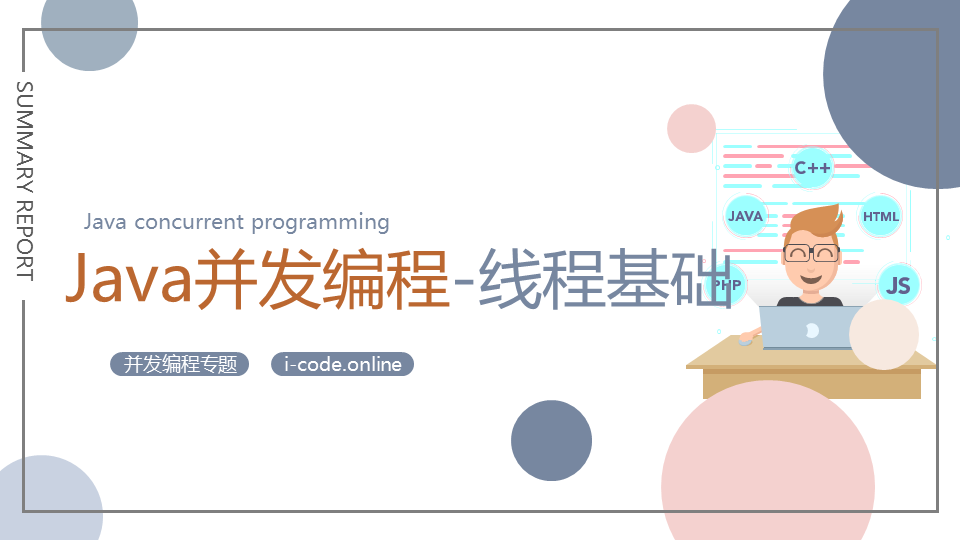 SUMMARY REPORT
Java concurrent programming
Java并发编程-线程基础
并发编程专题
i-code.online
C++
JAVA
HTML
PHP
JS